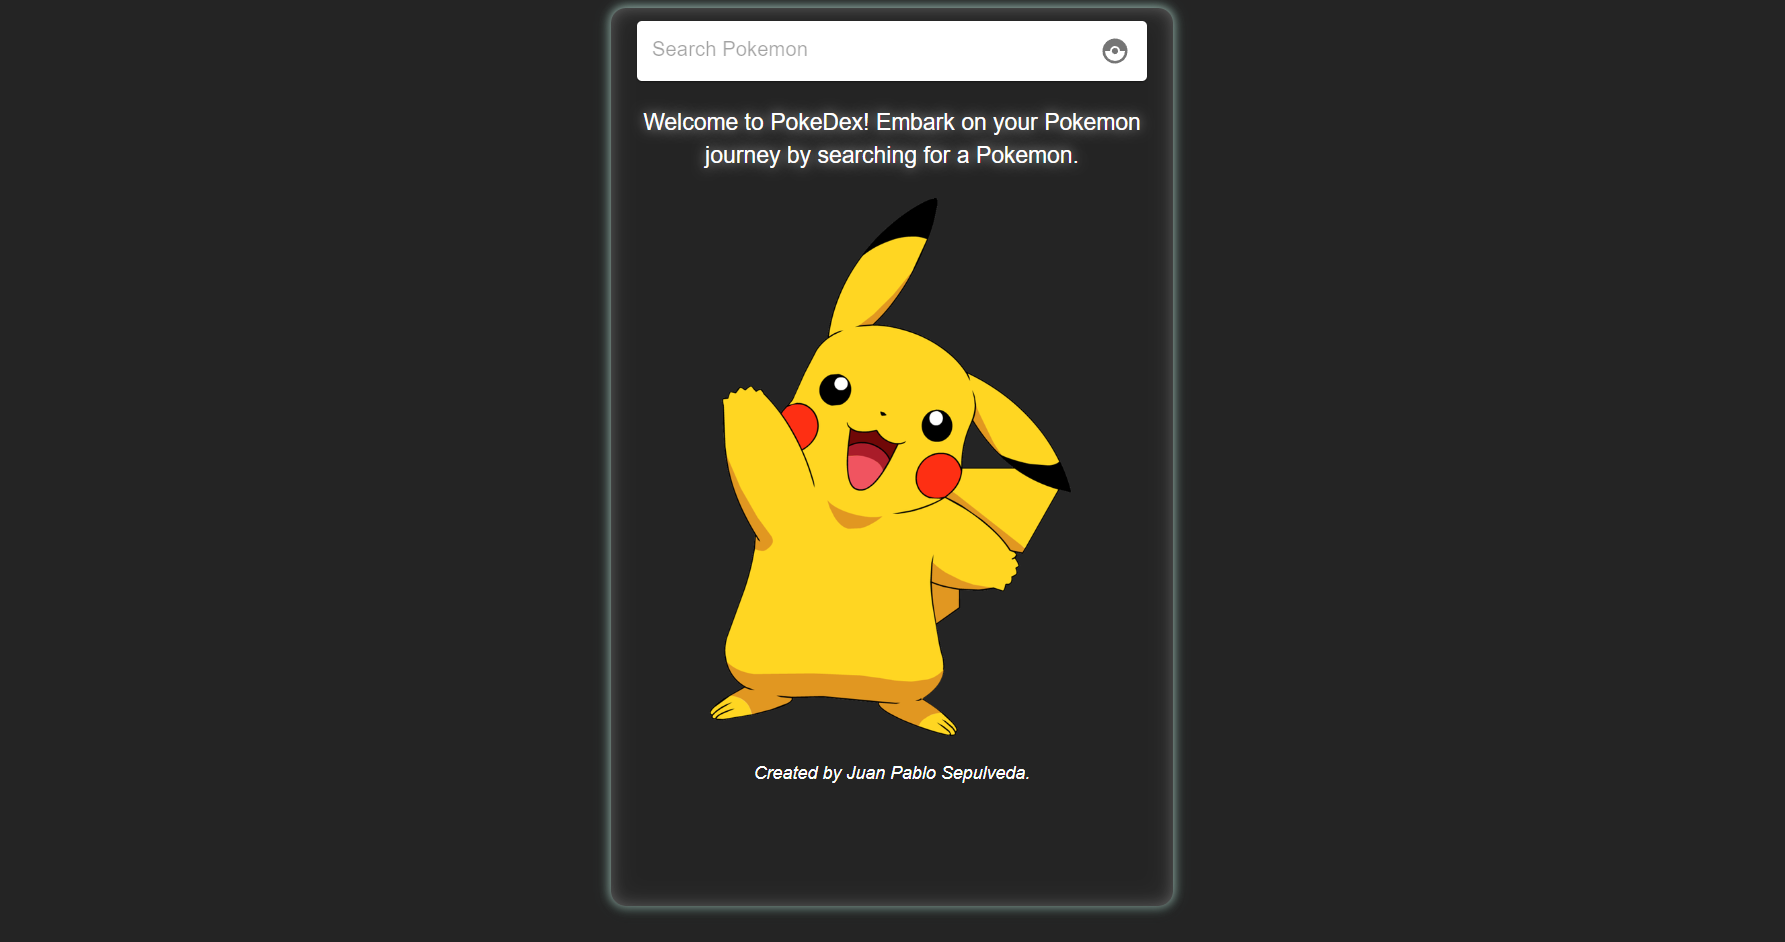 Search Pokemon
Welcome to PokeDex! Embark on your Pokemon
journey by searching for a Pokemon.
Created by Juan Pablo Sepulveda.